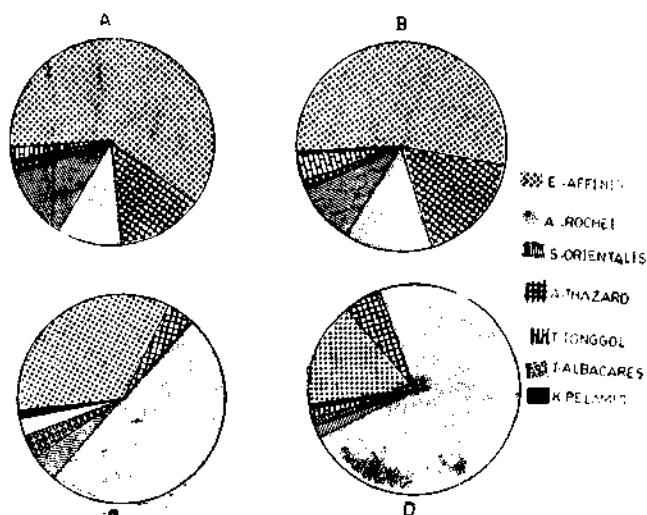 A
B
E-AFFINIS
A-ROCHEI
S-ORIENTALIS
A-THAZARD
T-TONGGOL
T-ALBACARES
K-PELAMIS
D